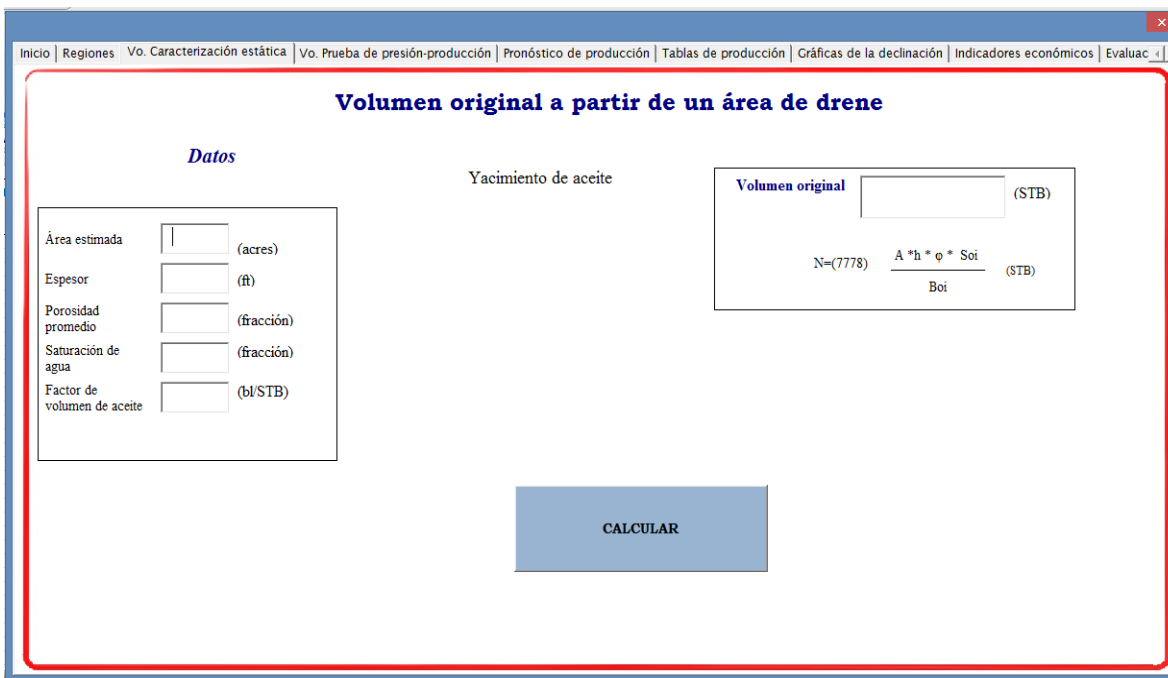 Inicio | Regiones Vo. Caracterización estática | Vo. Prueba de presión-producción | Pronóstico de producción | Tablas de producción | Gráficas de la declinación | Indicadores económicos | Evaluac
Volumen original a partir de un área de drene
Datos
Yacimiento de aceite
Área estimada (acres)
Espesor (ft)
Porosidad
promedio (fracción)
Saturación de
agua (fracción)
Factor de
volumen de aceite (bl/STB)
Volumen original (STB)
N=(7778) A *h * φ * Soi (STB)
Boi
CALCULAR